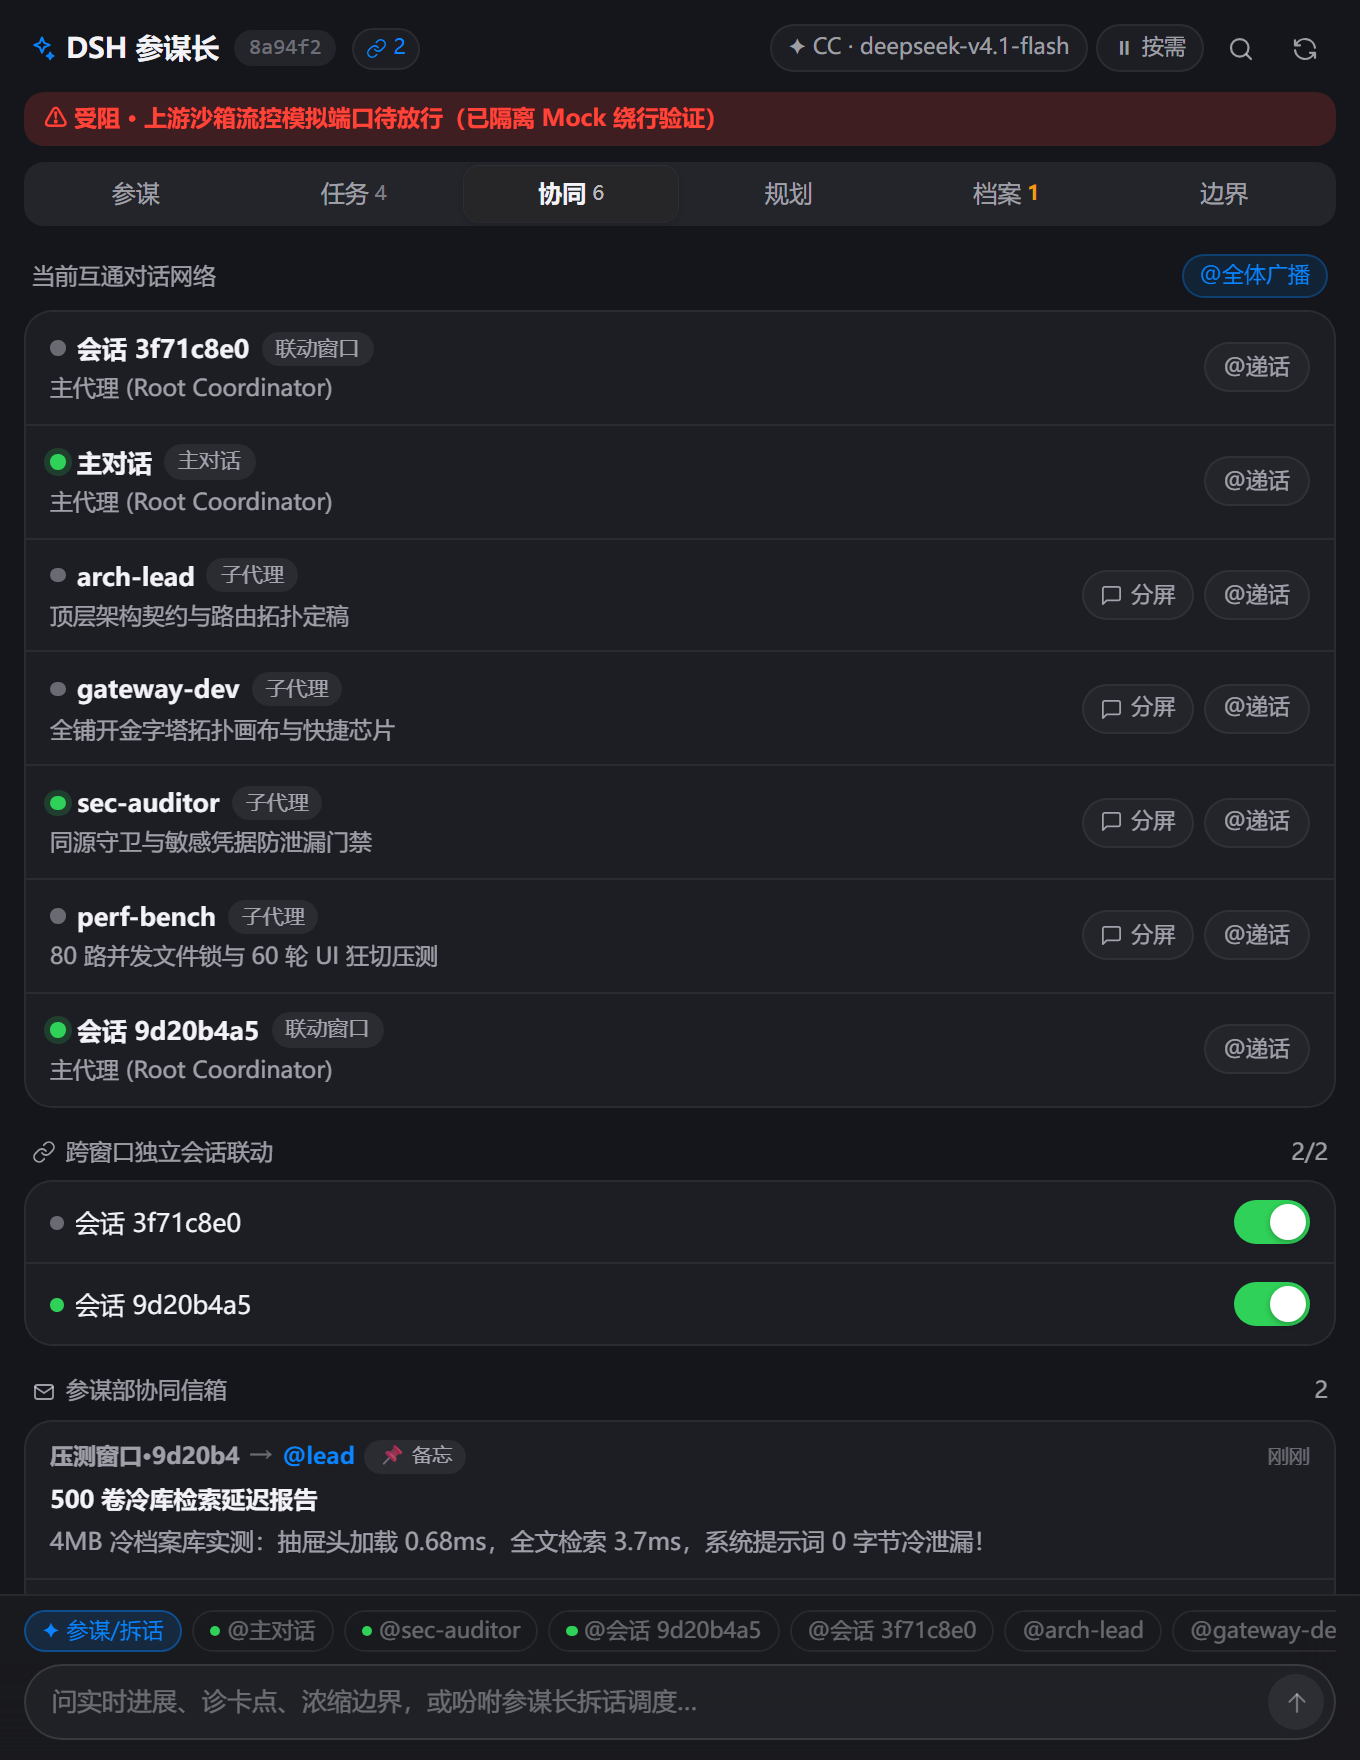 DSH 参谋长 8a94f2 2 CC · deepseek-v4.1-flash 按需
受阻 • 上游沙箱流控模拟端口待放行（已隔离 Mock 绕行验证）
参谋 任务 4 协同 6 规划 档案 1 边界
当前互通对话网络 @全体广播
会话 3f71c8e0 联动窗口
主代理 (Root Coordinator) @递话
主对话 主对话
主代理 (Root Coordinator) @递话
arch-lead 子代理
顶层架构契约与路由拓扑定稿 分屏 @递话
gateway-dev 子代理
全铺开金字塔拓扑画布与快捷芯片 分屏 @递话
sec-auditor 子代理
同源守卫与敏感凭据防泄漏门禁 分屏 @递话
perf-bench 子代理
80 路并发文件锁与 60 轮 UI 狂切压测 分屏 @递话
会话 9d20b4a5 联动窗口
主代理 (Root Coordinator) @递话
跨窗口独立会话联动 2/2
会话 3f71c8e0
会话 9d20b4a5
参谋部协同信箱 2
压测窗口•9d20b4 → @lead 备忘 刚刚
500 卷冷库检索延迟报告
4MB 冷档案库实测：抽屉头加载 0.68ms，全文检索 3.7ms，系统提示词 0 字节冷泄漏！
参谋/拆话 @主对话 @sec-auditor @会话 9d20b4a5 @会话 3f71c8e0 @arch-lead @gateway-de
问实时进展、诊卡点、浓缩边界，或吩咐参谋长拆话调度...